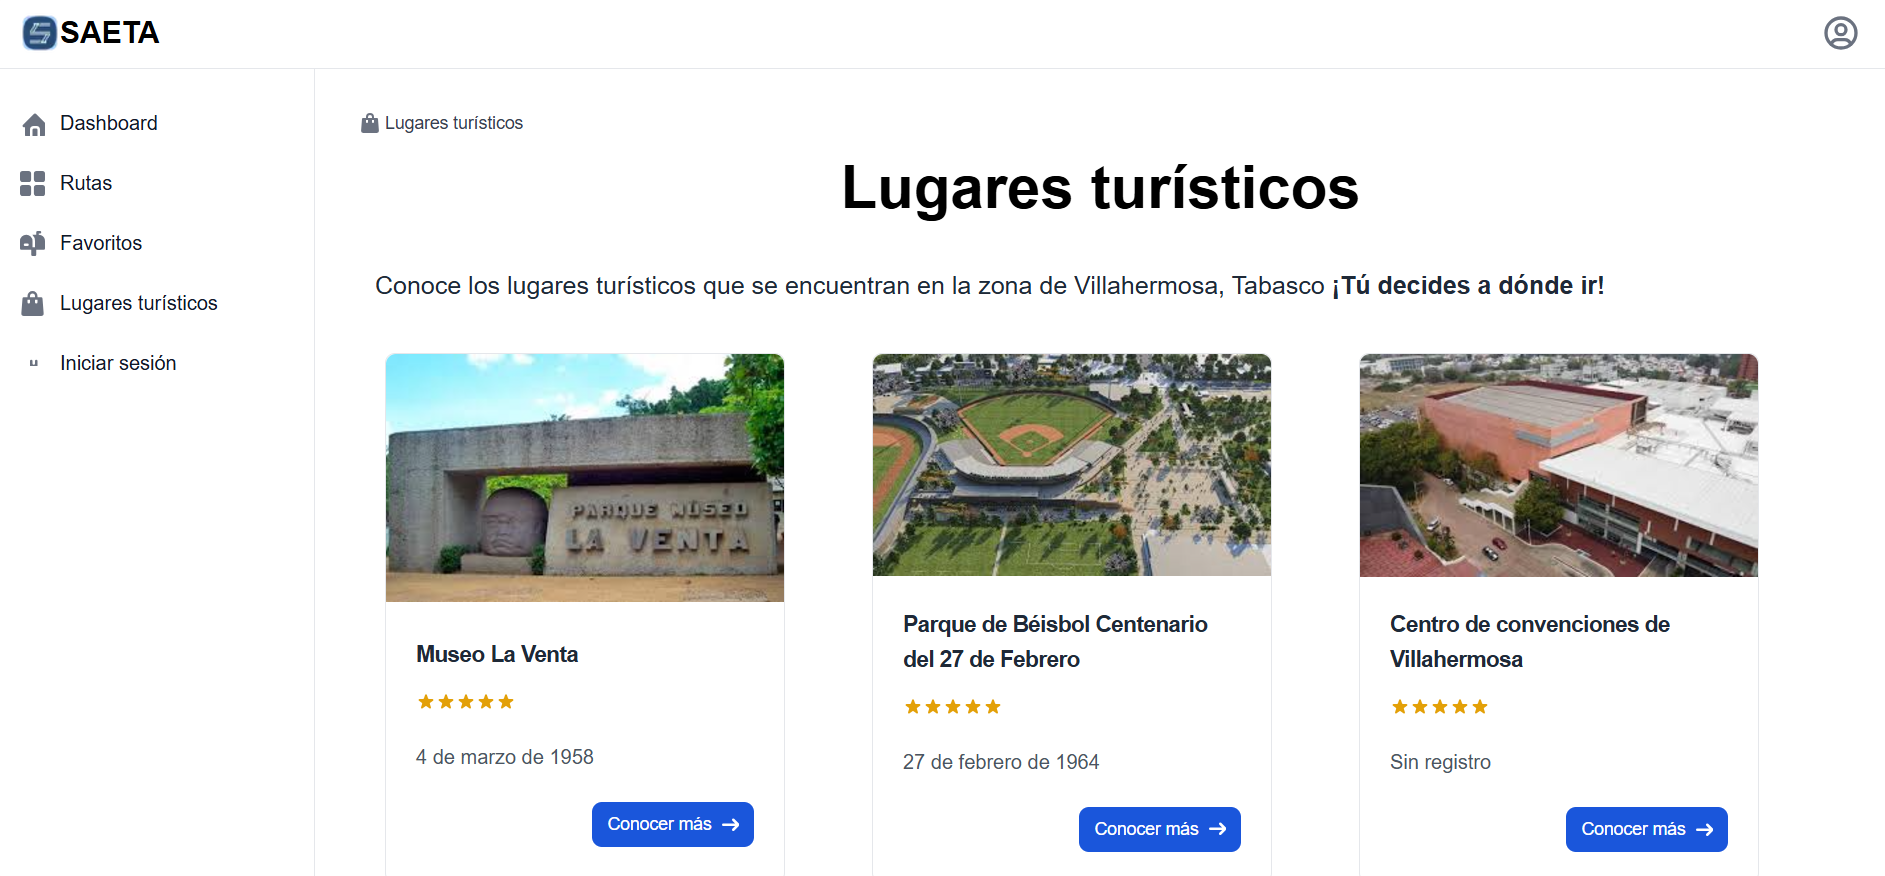 SAETA
Dashboard
Rutas
Favoritos
Lugares turísticos
Iniciar sesión
Lugares turísticos
Lugares turísticos
Conoce los lugares turísticos que se encuentran en la zona de Villahermosa, Tabasco ¡Tú decides a dónde ir!
PARQUE MUSEO
LA VENTA
Museo La Venta
4 de marzo de 1958
Conocer más
Parque de Béisbol Centenario
del 27 de Febrero
27 de febrero de 1964
Conocer más
Centro de convenciones de
Villahermosa
Sin registro
Conocer más